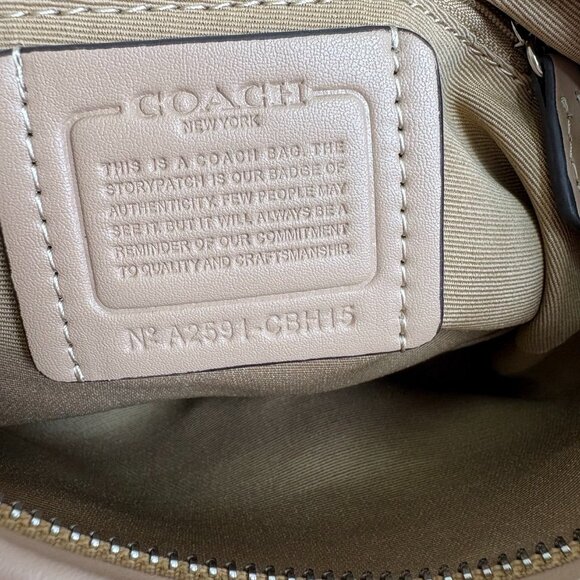 COACH
NEW YORK
THIS IS A COACH BAG. THE
STORYPATCH IS OUR BADGE OF
AUTHENTICITY. FEW PEOPLE MAY
SEE IT. BUT IT WILL ALWAYS BE A
REMINDER OF OUR COMMITMENT
TO QUALITY AND CRAFTSMANSHIP
Nº A2591-CBH15